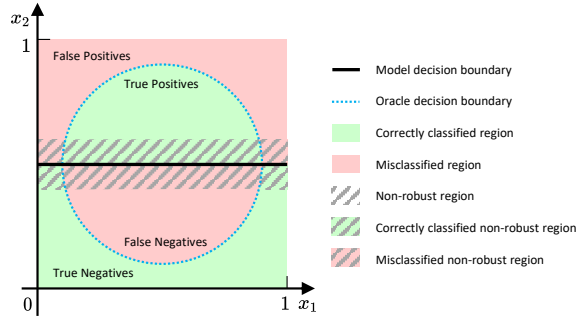 x₂
1
False Positives
True Positives
False Negatives
True Negatives
0
1
x₁
Model decision boundary
Oracle decision boundary
Correctly classified region
Misclassified region
Non-robust region
Correctly classified non-robust region
Misclassified non-robust region